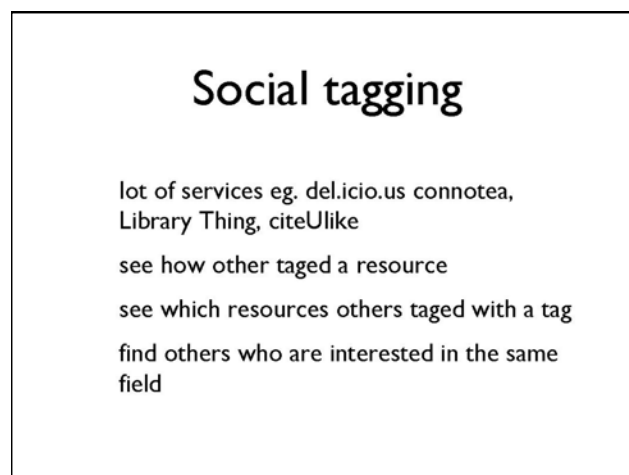 Social tagging
lot of services eg. del.icio.us connotea,
Library Thing, citeUlike
see how other taged a resource
see which resources others taged with a tag
find others who are interested in the same
field